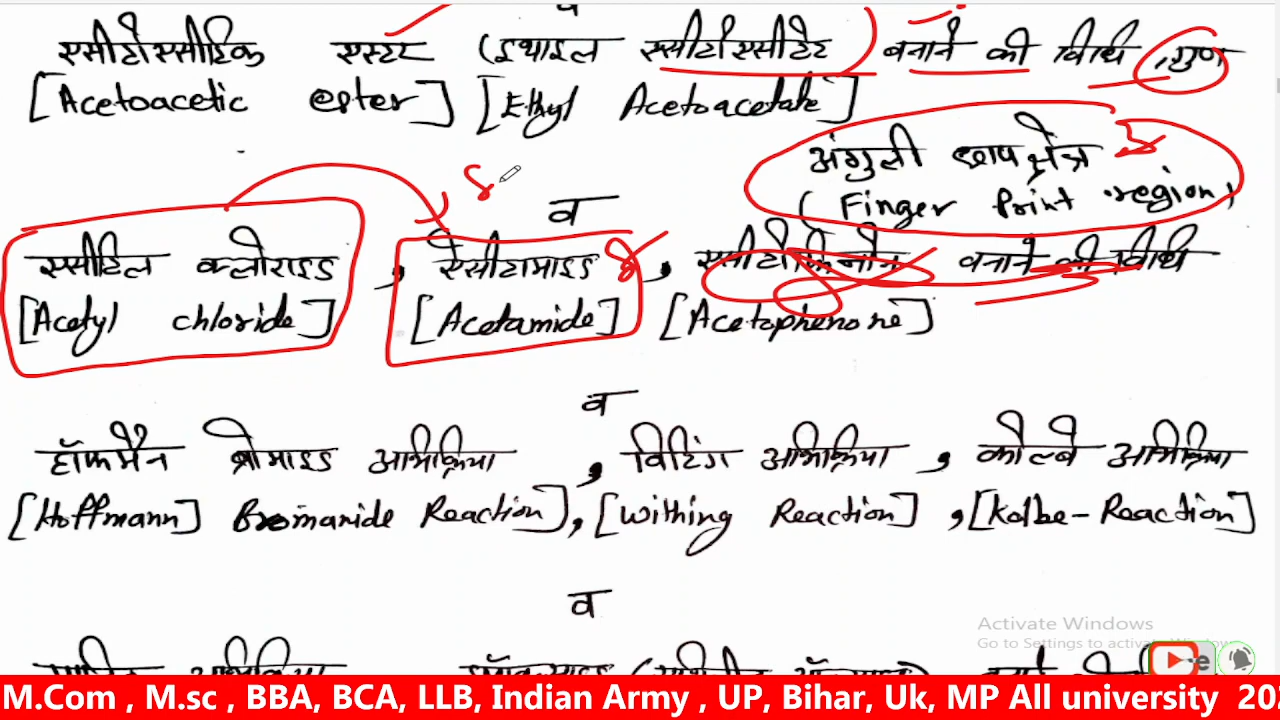 व
एसीटोएसीटिक एस्टर (इथाइल एसीटोएसीटेट) बनाने की विधि, गुण
[Acetoacetic ester] [Ethyl Acetoacetate]
अंगुली छाप क्षेत्र
(Finger Print region)
8
व
एसीटिल क्लोराइड, ऐसीटामाइड, एसीटोफिनोन बनाने की विधि
[Acetyl chloride] [Acetamide] [Acetophenone]
व
हॉफमैन ब्रोमाइड अभिक्रिया, विटिंग अभिक्रिया, कोल्बे अभिक्रिया
[Hoffmann] Bromamide Reaction], [Withing Reaction], [Kolbe-Reaction]
व
Activate Windows
Go to Settings to activate Windows.
M.Com , M.sc , BBA, BCA, LLB, Indian Army , UP, Bihar, Uk, MP All university 202